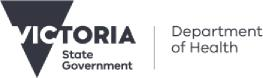 VICTORIA
State
Government
Department
of Health